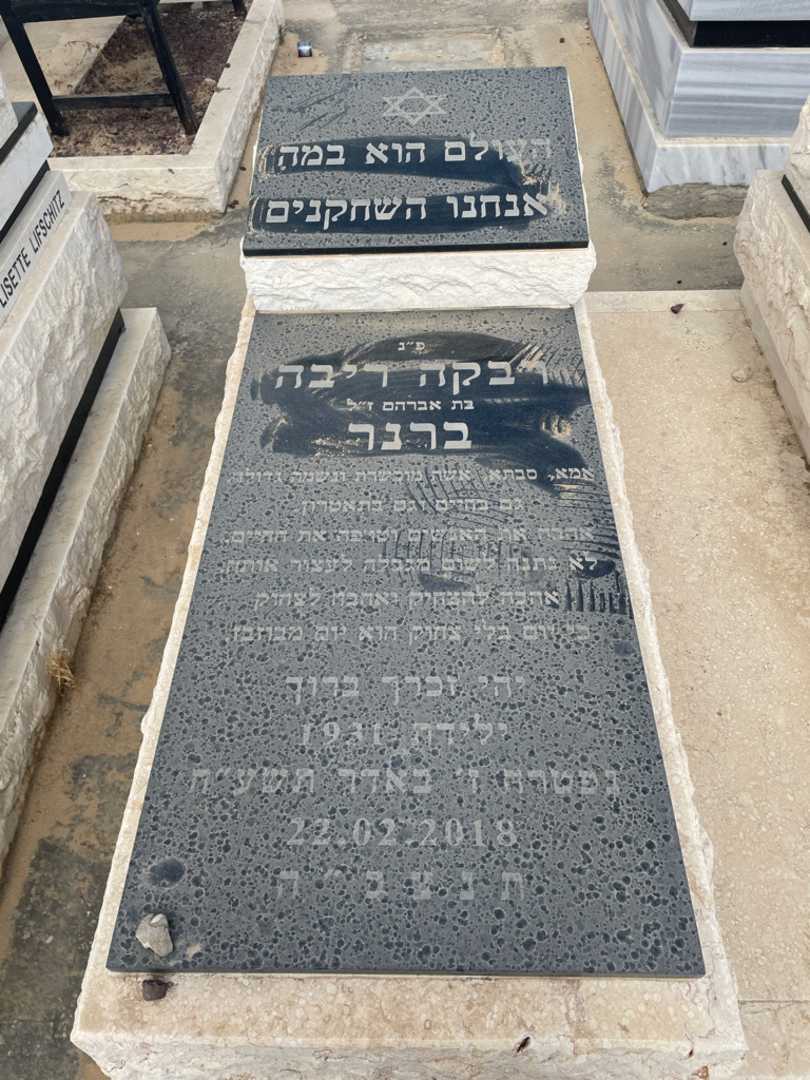 העולם הוא במה
אנחנו השחקנים
פ״נ
רבקה ריבה
בת אברהם ז״ל
ברנר
אמא, סבתא, אשת מוכשרת ונשמה גדולה.
גם בחיים וגם בתאטרון
אהבה את האנשים וטרפה את החיים.
לא נתנה לשום מגבלה לעצור אותה.
אהבה להצחיק ואהבה לצחוק
כי יום בלי צחוק הוא יום מבוזבז.
יהי זכרך ברוך
ילידת 1931
נפטרה ז׳ באדר תשע״ח
22.02.2018
ת נ צ ב ״ ה
LISETTE LIFSCHITZ